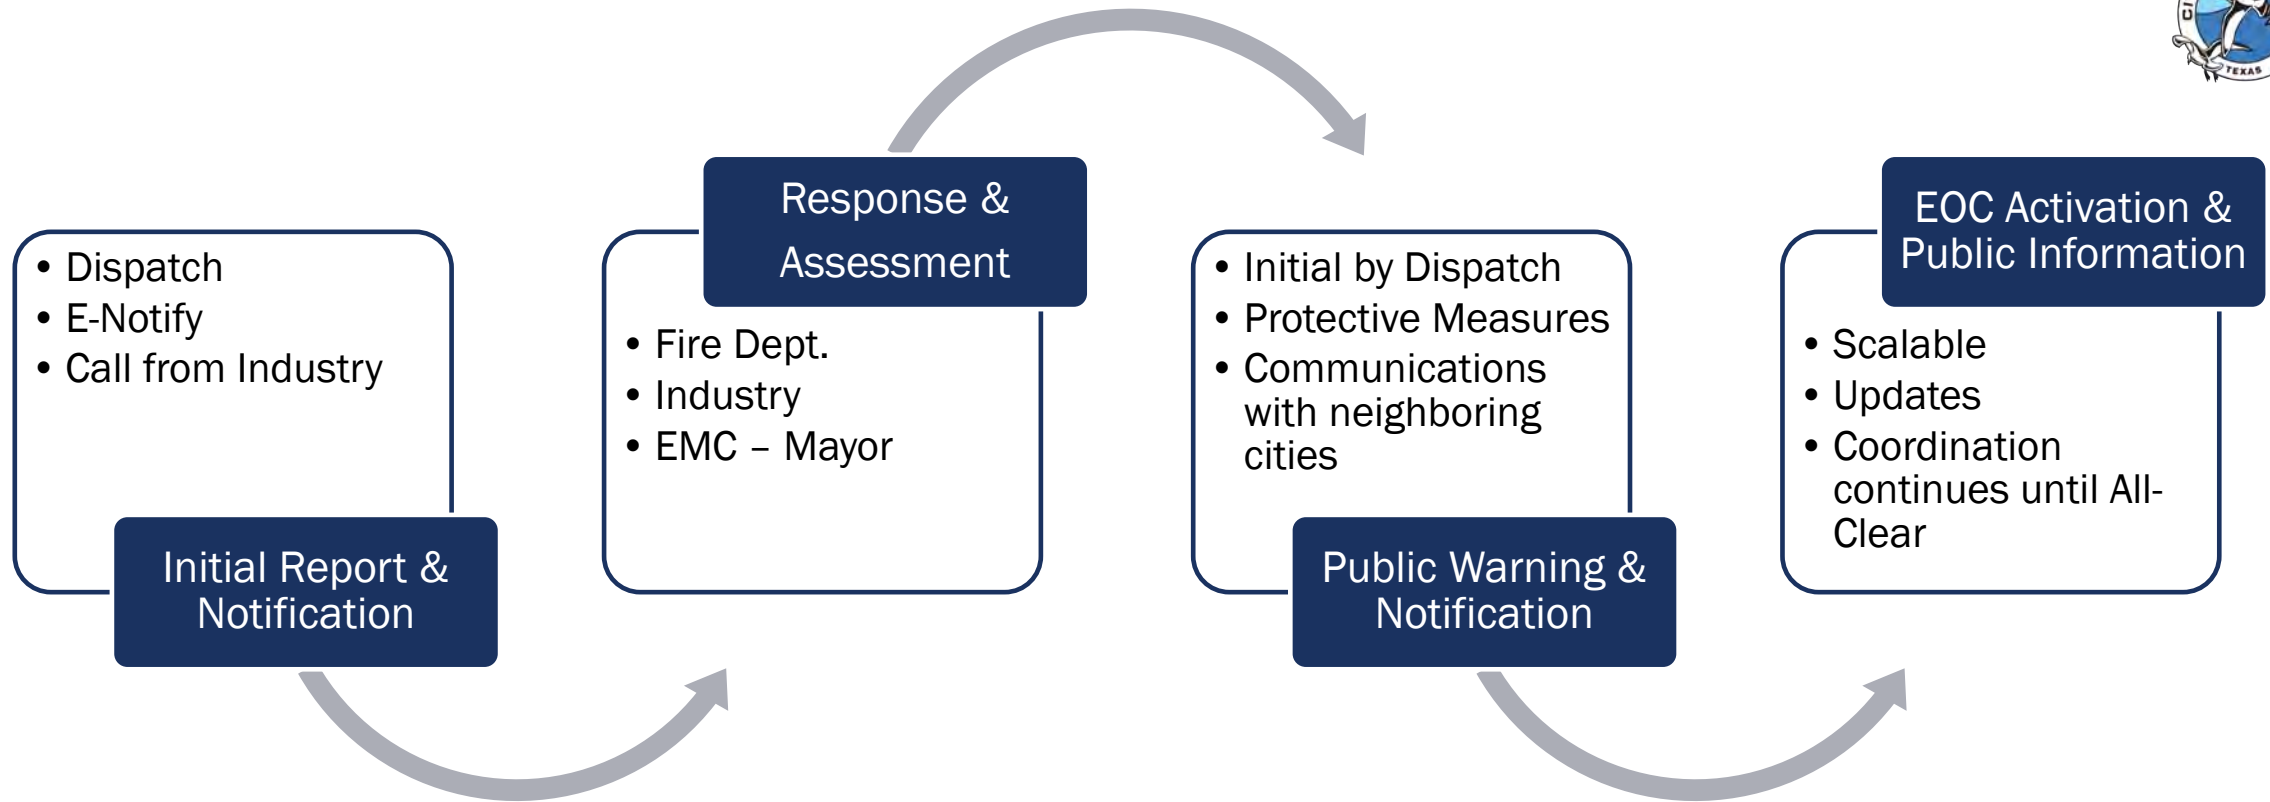 TEXAS
• Dispatch
• E-Notify
• Call from Industry
Initial Report &
Notification
Response &
Assessment
• Fire Dept.
• Industry
• EMC – Mayor
• Initial by Dispatch
• Protective Measures
• Communications
with neighboring
cities
Public Warning &
Notification
EOC Activation &
Public Information
• Scalable
• Updates
• Coordination
continues until All-
Clear